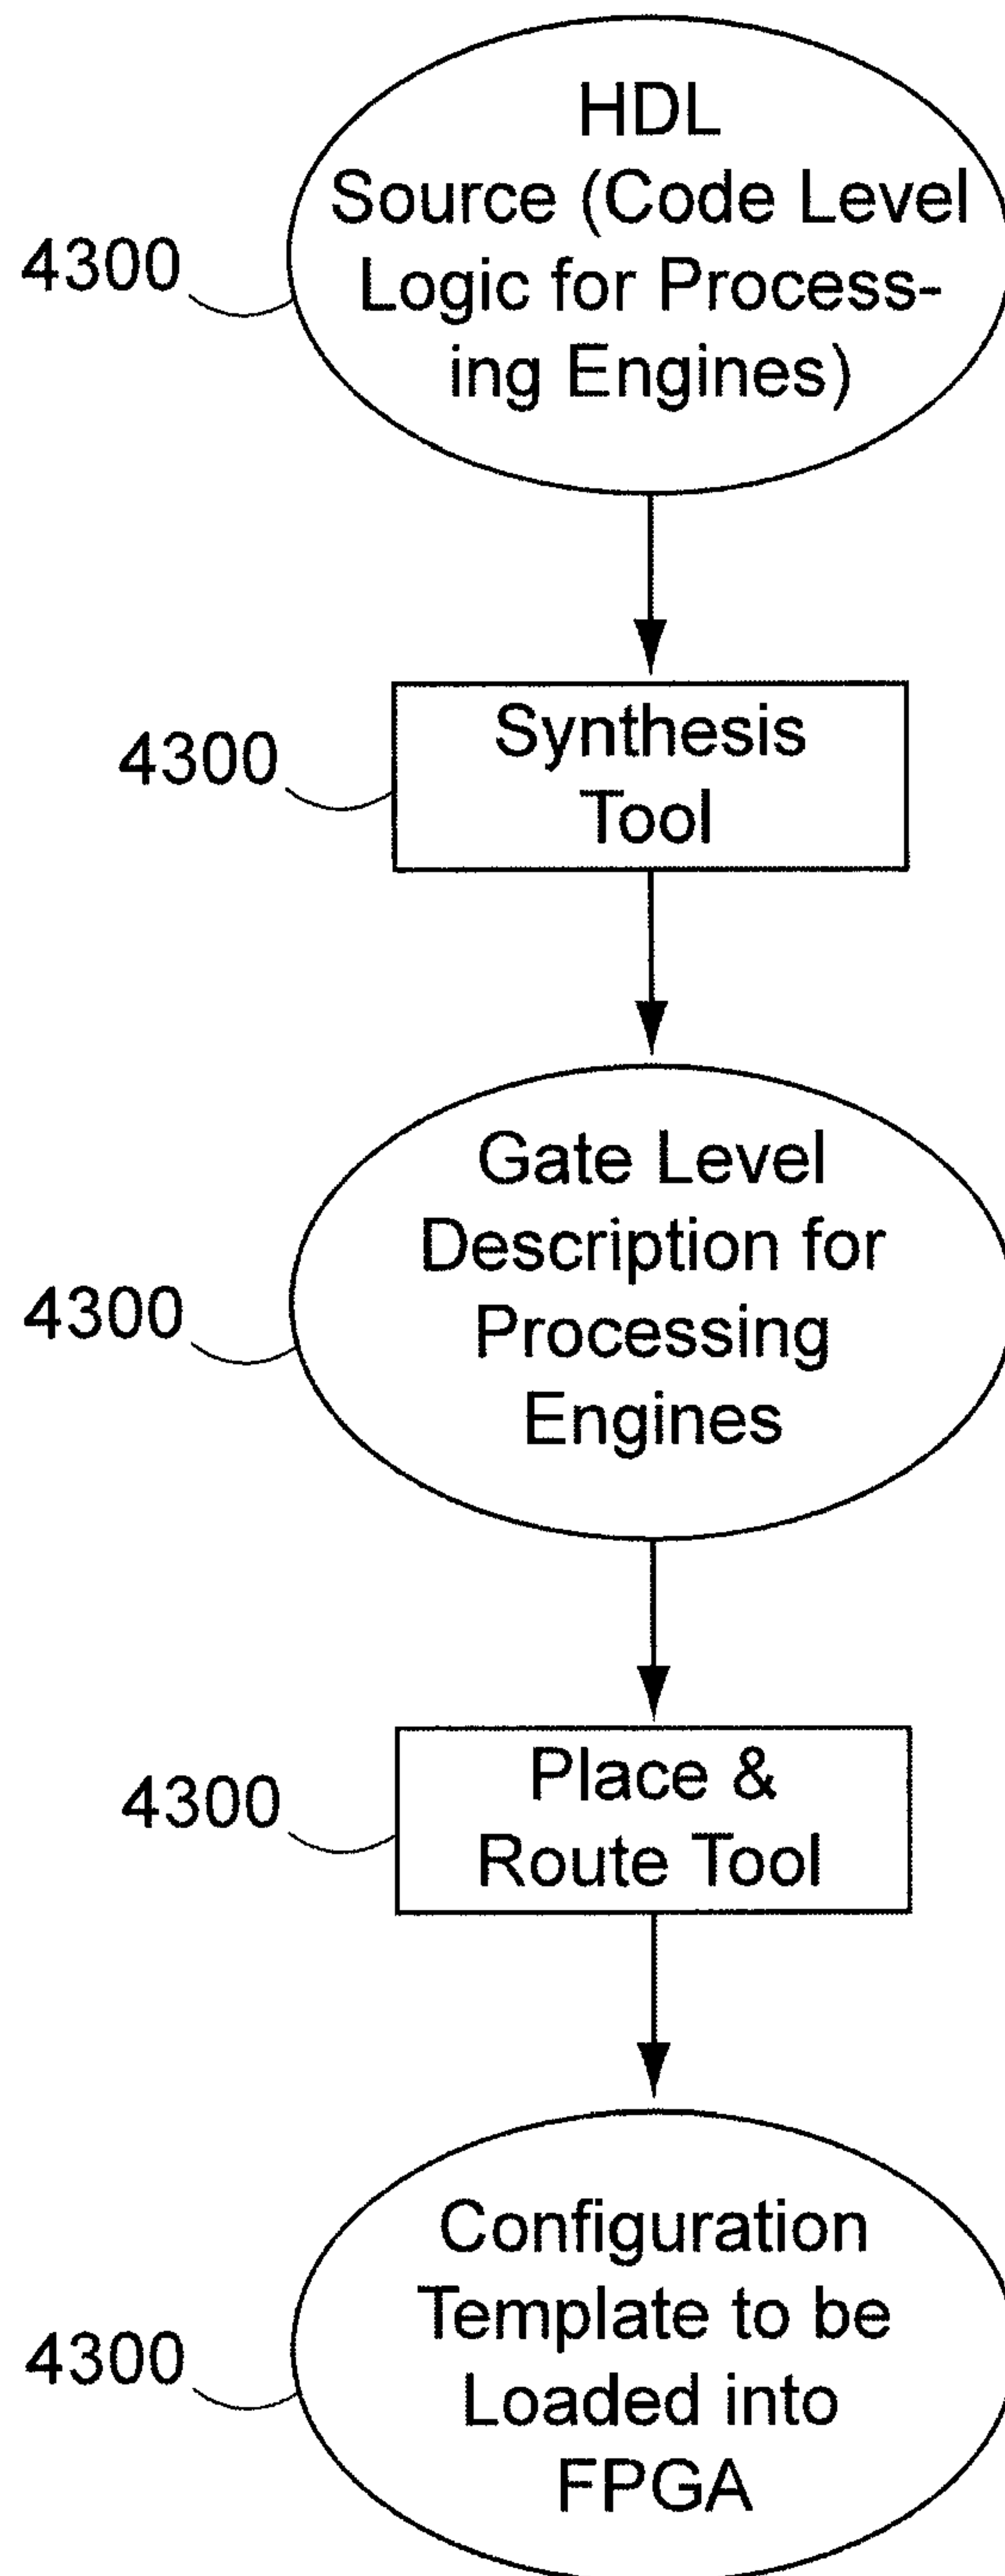 HDL
Source (Code Level
4300
Logic for Process-
ing Engines)
4300
Synthesis
Tool
Gate Level
Description for
4300
Processing
Engines
4300
Place &
Route Tool
Configuration
Template to be
4300
Loaded into
FPGA